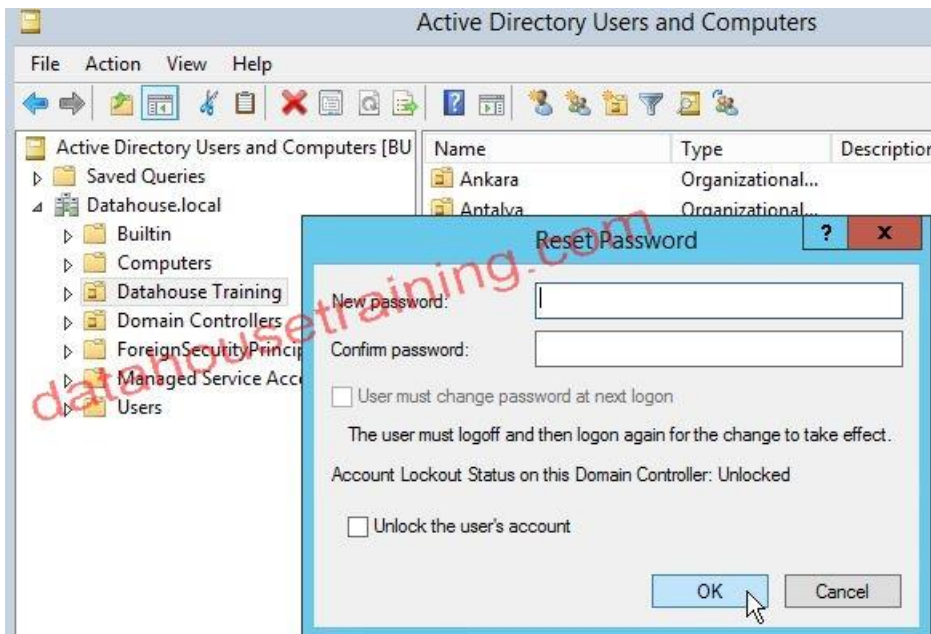 Active Directory Users and Computers
File Action View Help
Active Directory Users and Computers [BU
Saved Queries
Datahouse.local
Builtin
Computers
Datahouse Training
Domain Controllers
ForeignSecurityPrincip
Managed Service Acc
Users
Name Type Description
Ankara Organizational...
Antalya Organizational...
Reset Password ? x
New password:
Confirm password:
User must change password at next logon
The user must logoff and then logon again for the change to take effect.
Account Lockout Status on this Domain Controller: Unlocked
Unlock the user's account
OK Cancel
datahousetraining.com